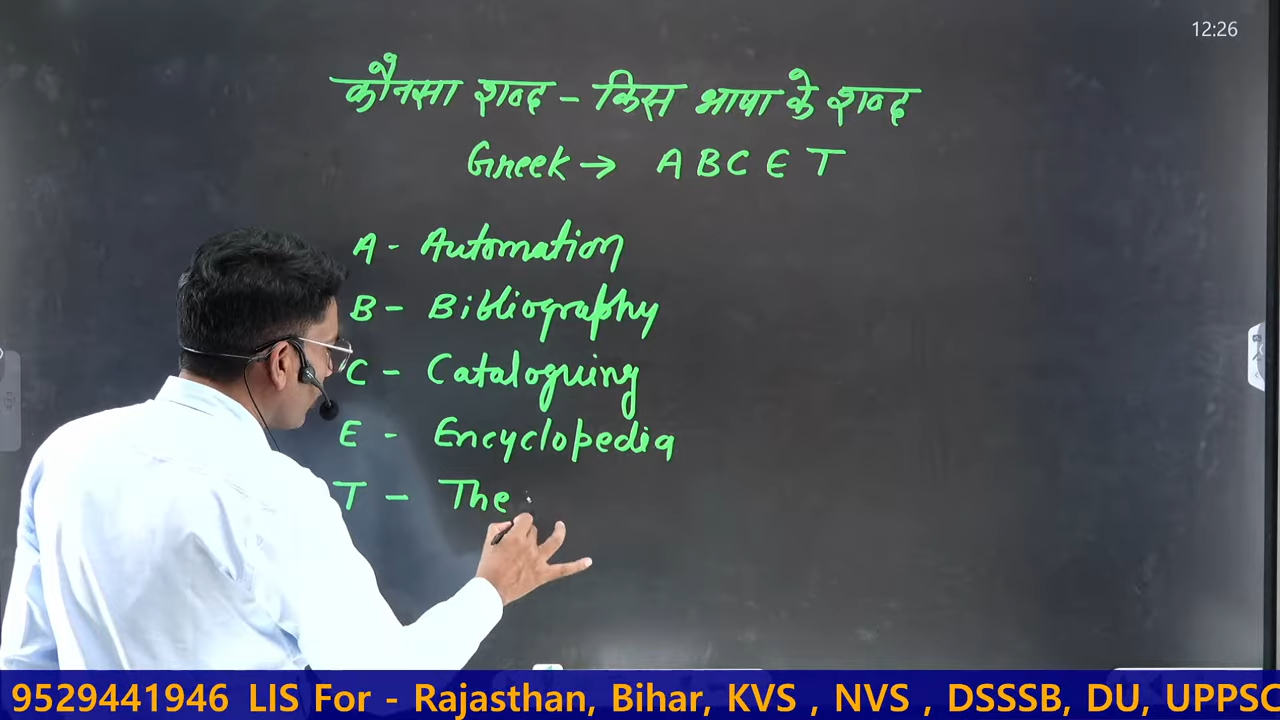 12:26
कौनसा शब्द - किस भाषा के शब्द
Greek → A B C E T
A - Automation
B - Bibliography
C - Cataloguing
E - Encyclopedia
T - The
9529441946 LIS For - Rajasthan, Bihar, KVS , NVS , DSSSB, DU, UPPSC